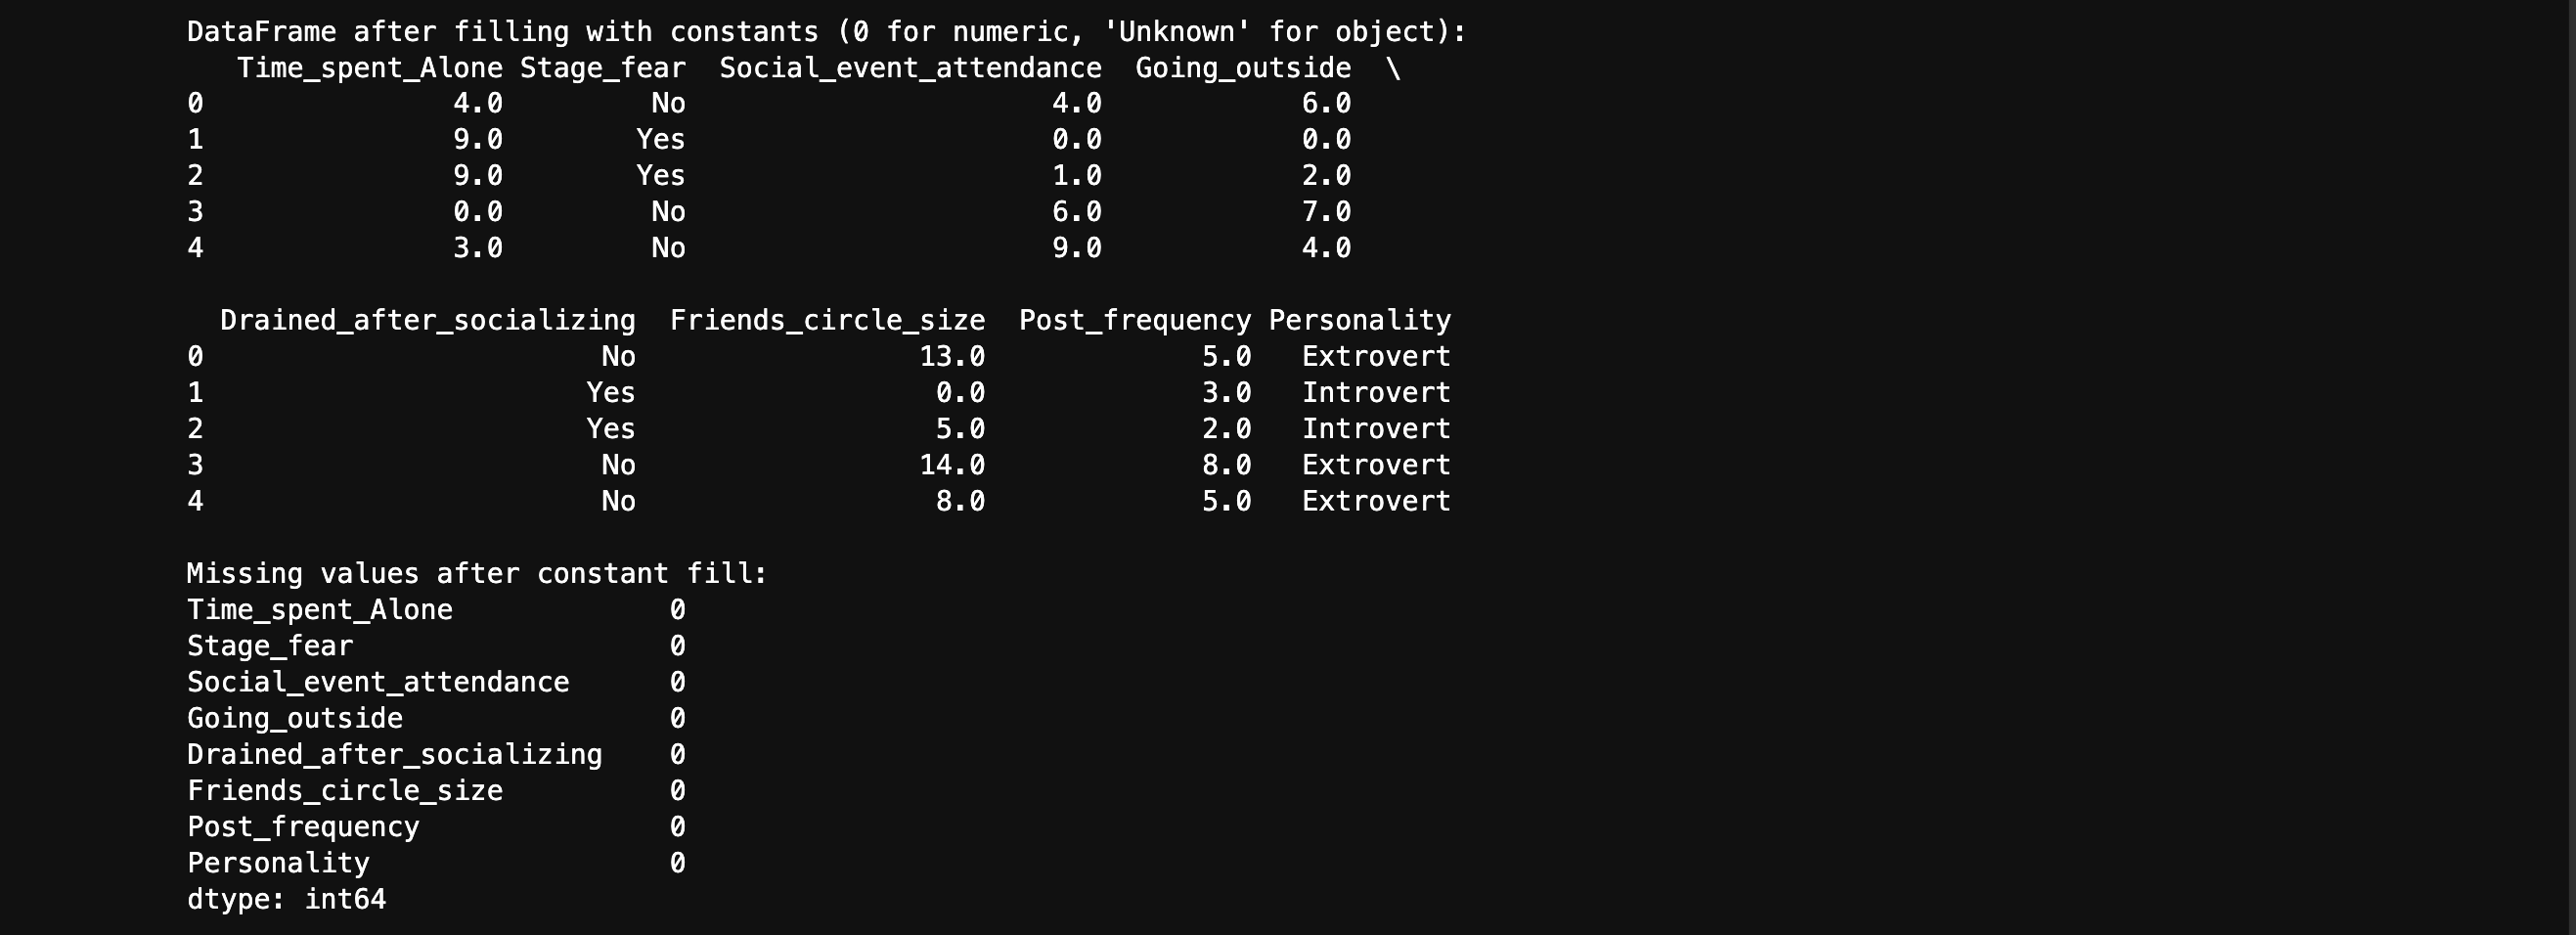 DataFrame after filling with constants (0 for numeric, 'Unknown' for object):
   Time_spent_Alone Stage_fear  Social_event_attendance  Going_outside  \
0               4.0         No                      4.0            6.0
1               9.0        Yes                      0.0            0.0
2               9.0        Yes                      1.0            2.0
3               0.0         No                      6.0            7.0
4               3.0         No                      9.0            4.0

  Drained_after_socializing  Friends_circle_size  Post_frequency Personality
0                        No                 13.0             5.0   Extrovert
1                       Yes                  0.0             3.0   Introvert
2                       Yes                  5.0             2.0   Introvert
3                        No                 14.0             8.0   Extrovert
4                        No                  8.0             5.0   Extrovert

Missing values after constant fill:
Time_spent_Alone             0
Stage_fear                   0
Social_event_attendance      0
Going_outside                0
Drained_after_socializing    0
Friends_circle_size          0
Post_frequency               0
Personality                  0
dtype: int64